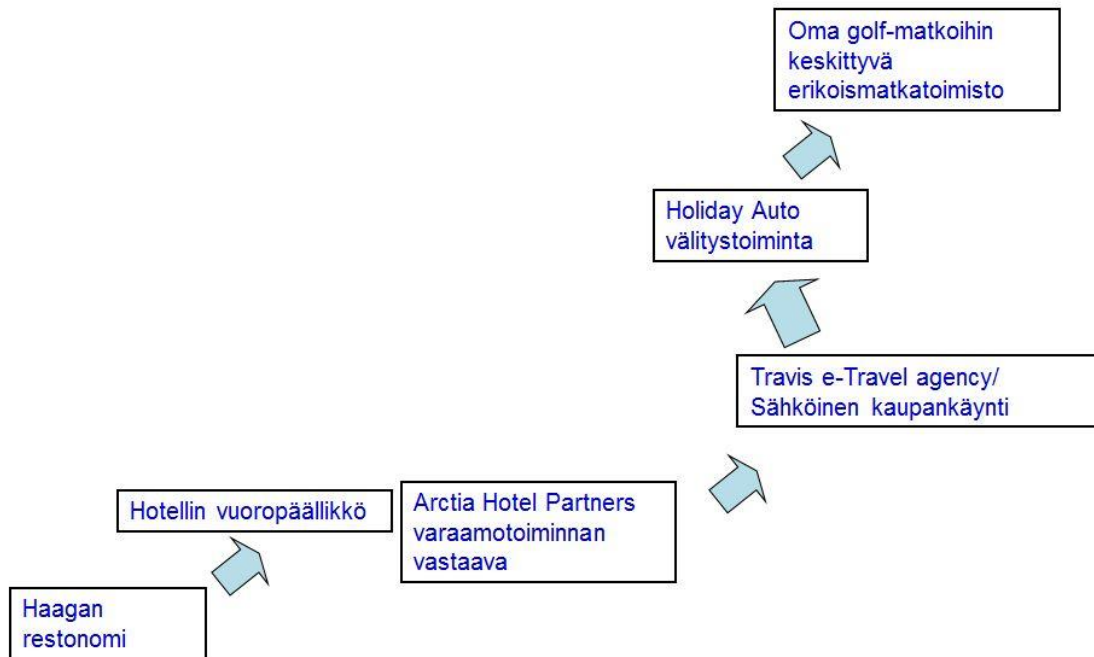 Oma golf-matkoihin
keskittyvä
erikoismatkatoimisto
Holiday Auto
välitystoiminta
Travis e-Travel agency/
Sähköinen kaupankäynti
Hotellin vuoropäällikkö
Arctia Hotel Partners
varaamotoiminnan
vastaava
Haagan
restonomi